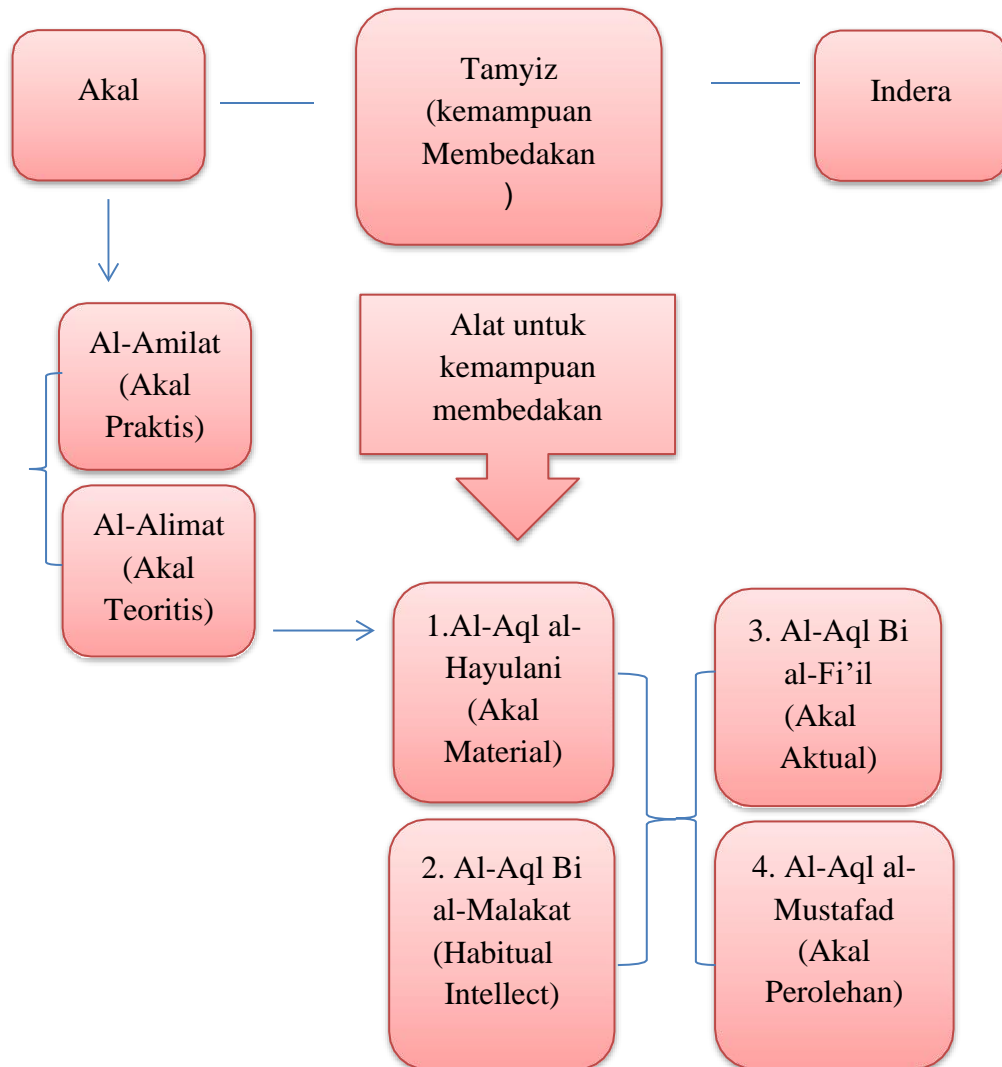 Akal
Tamyiz
(kemampuan
Membedakan
)
Indera
Al-Amilat
(Akal
Praktis)
Alat untuk
kemampuan
membedakan
Al-Alimat
(Akal
Teoritis)
1.Al-Aql al-
Hayulani
(Akal
Material)
3. Al-Aql Bi
al-Fi’il
(Akal
Aktual)
2. Al-Aql Bi
al-Malakat
(Habitual
Intellect)
4. Al-Aql al-
Mustafad
(Akal
Perolehan)